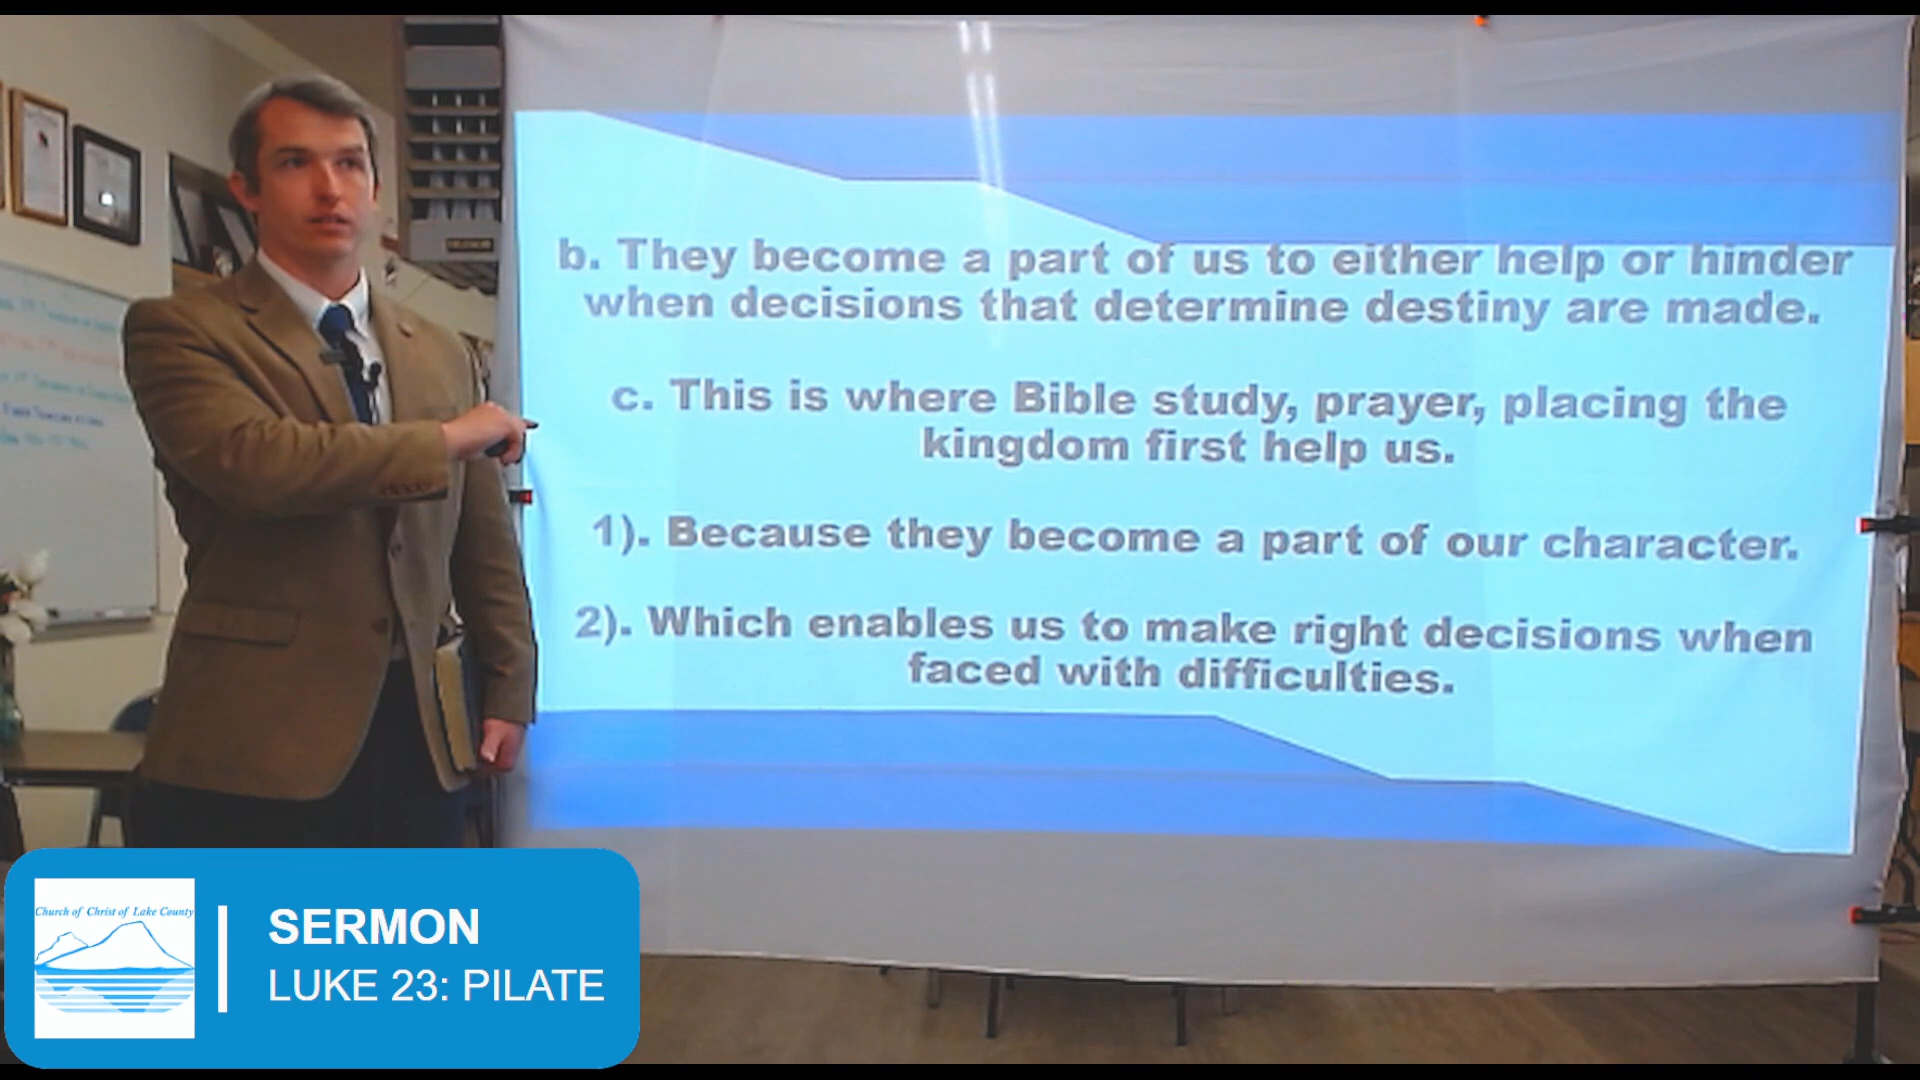 b. They become a part of us to either help or hinder
when decisions that determine destiny are made.
c. This is where Bible study, prayer, placing the
kingdom first help us.
1). Because they become a part of our character.
2). Which enables us to make right decisions when
faced with difficulties.
Church of Christ of Lake County
SERMON
LUKE 23: PILATE